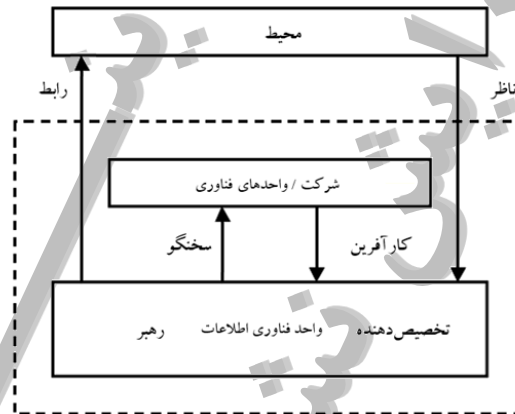 محیط
رابط
ناظر
شرکت / واحدهای فناوری
سخنگو
کارآفرین
تخصیص‌دهنده
واحد فناوری اطلاعات
رهبر